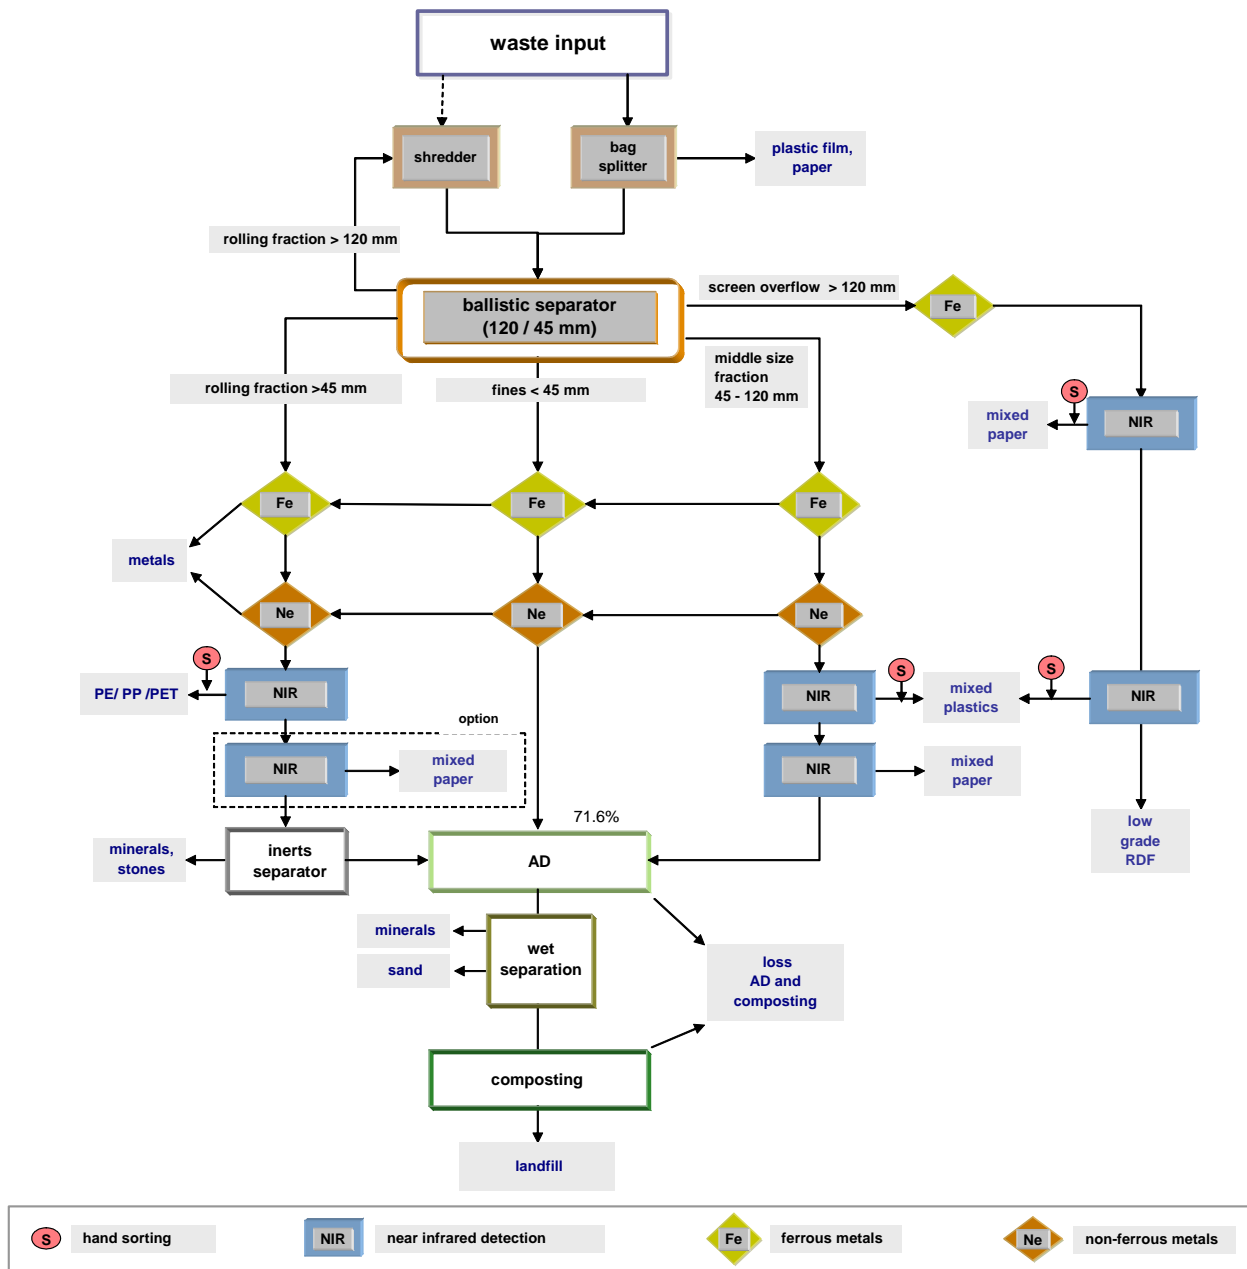 waste input
shredder
bag
splitter
plastic film,
paper
rolling fraction > 120 mm
ballistic separator
(120 / 45 mm)
screen overflow  > 120 mm
Fe
rolling fraction >45 mm
fines < 45 mm
middle size
fraction
45 - 120 mm
S
mixed
paper
NIR
Fe
Fe
Fe
metals
Ne
Ne
Ne
S
PE/ PP /PET
NIR
NIR
S
mixed
plastics
S
NIR
option
NIR
mixed
paper
NIR
mixed
paper
71.6%
minerals,
stones
inerts
separator
AD
low
grade
RDF
minerals
sand
wet
separation
loss
AD and
composting
composting
landfill
S
hand sorting
NIR
near infrared detection
Fe
ferrous metals
Ne
non-ferrous metals